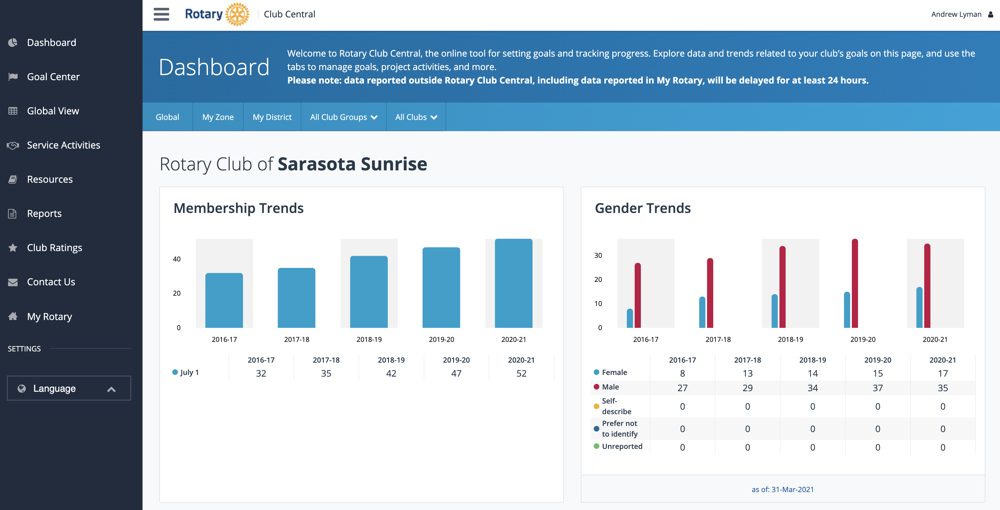 Rotary
Club Central
Andrew Lyman
Dashboard
Goal Center
Global View
Service Activities
Resources
Reports
Club Ratings
Contact Us
My Rotary
SETTINGS
Language
Dashboard
Welcome to Rotary Club Central, the online tool for setting goals and tracking progress. Explore data and trends related to your club’s goals on this page, and use the
tabs to manage goals, project activities, and more.
Please note: data reported outside Rotary Club Central, including data reported in My Rotary, will be delayed for at least 24 hours.
Global My Zone My District All Club Groups All Clubs
Rotary Club of Sarasota Sunrise
Membership Trends
40
20
0
2016-17 2017-18 2018-19 2019-20 2020-21
2016-17 2017-18 2018-19 2019-20 2020-21
July 1 32 35 42 47 52
Gender Trends
30
20
10
0
2016-17 2017-18 2018-19 2019-20 2020-21
2016-17 2017-18 2018-19 2019-20 2020-21
Female 8 13 14 15 17
Male 27 29 34 37 35
Self-
describe 0 0 0 0 0
Prefer not
to identify 0 0 0 0 0
Unreported 0 0 0 0 0
as of: 31-Mar-2021